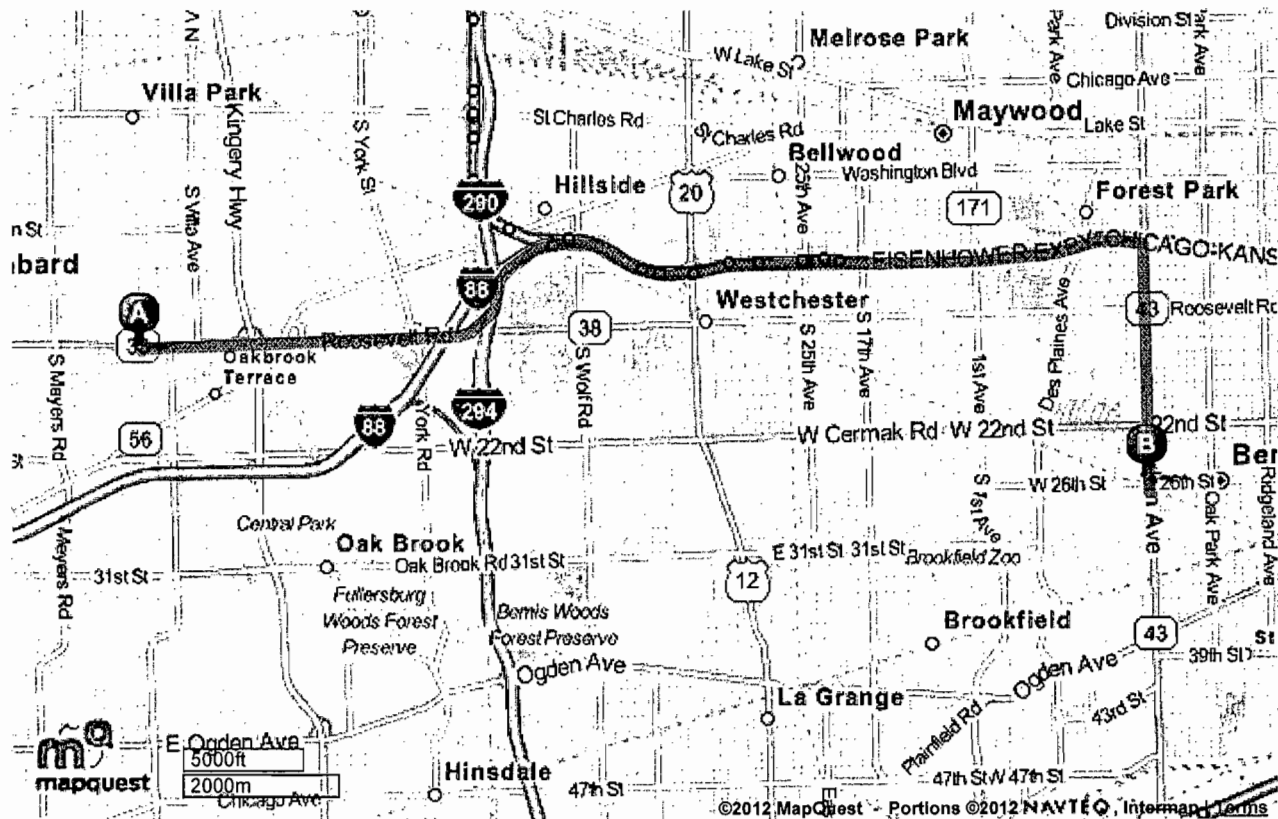 Division St
Park Ave
Park Ave
Melrose Park
W Lake St
Chicago Ave
Villa Park
Kingery Hwy
S York St
St Charles Rd
St Charles Rd
Maywood
Lake St
Bellwood
Washington Blvd
25th Ave
Hillside
290
20
171
Forest Park
S Villa Ave
n St
bard
EISENHOWER EXPY
CHICAGO-KANS
88
A
Westchester
43
Roosevelt Rd
Roosevelt Rd
38
38
Oakbrook
Terrace
S Mayers Rd
S Wolf Rd
S 25th Ave
S 17th Ave
1st Ave
Des Plaines Ave
294
88
56
York Rd
W 22nd St
W Cermak Rd
W 22nd St
22nd St
B
Ber
W 26th St
26th St
S 1st Ave
Oak Park Ave
Ridgeland Ave
Central Park
Oak Brook
Oak Brook Rd
31st St
31st St
E 31st St
31st St
Brookfield Zoo
Meyers Rd
12
Fullersburg
Woods Forest
Preserve
Bemis Woods
Forest Preserve
Brookfield
43
39th St
Ogden Ave
Ogden Ave
La Grange
43rd St
Plainfield Rd
mapquest
E Ogden Ave
5000ft
2000m
Chicago Ave
Hinsdale
47th St
47th St
W 47th St
©2012 MapQuest - Portions ©2012 NAVTEQ, Intermap | Terms